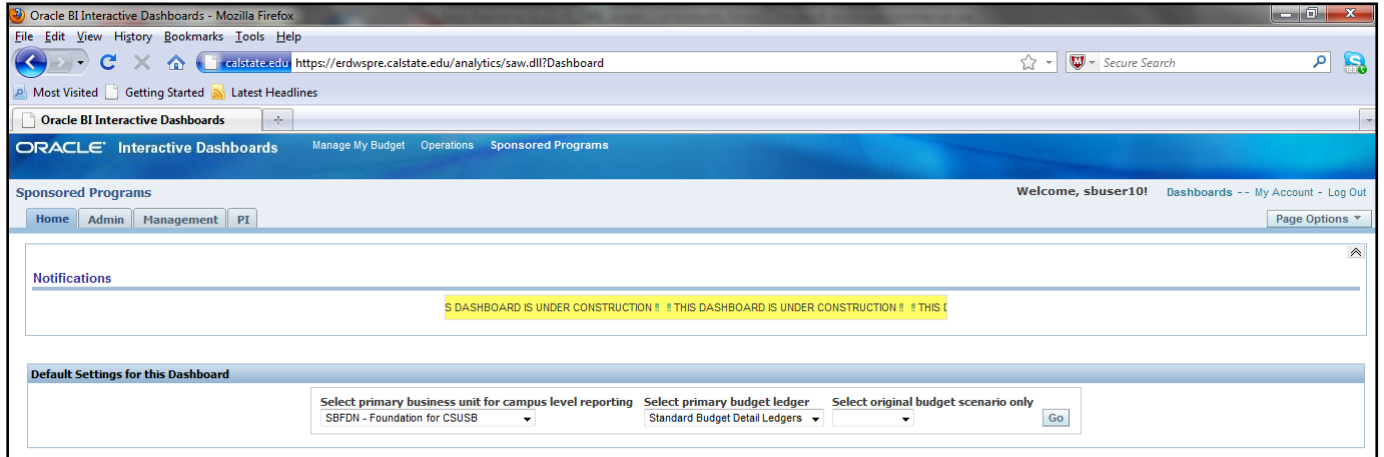 Oracle BI Interactive Dashboards - Mozilla Firefox
File Edit View History Bookmarks Tools Help
calstate.edu https://erdwspre.calstate.edu/analytics/saw.dll?Dashboard Secure Search
Most Visited Getting Started Latest Headlines
Oracle BI Interactive Dashboards
ORACLE Interactive Dashboards Manage My Budget Operations Sponsored Programs
Sponsored Programs Welcome, sbuser10! Dashboards -- My Account - Log Out
Home Admin Management PI Page Options
Notifications
S DASHBOARD IS UNDER CONSTRUCTION !! !! THIS DASHBOARD IS UNDER CONSTRUCTION !! !! THIS D
Default Settings for this Dashboard
Select primary business unit for campus level reporting Select primary budget ledger Select original budget scenario only
SBFDN - Foundation for CSUSB Standard Budget Detail Ledgers Go